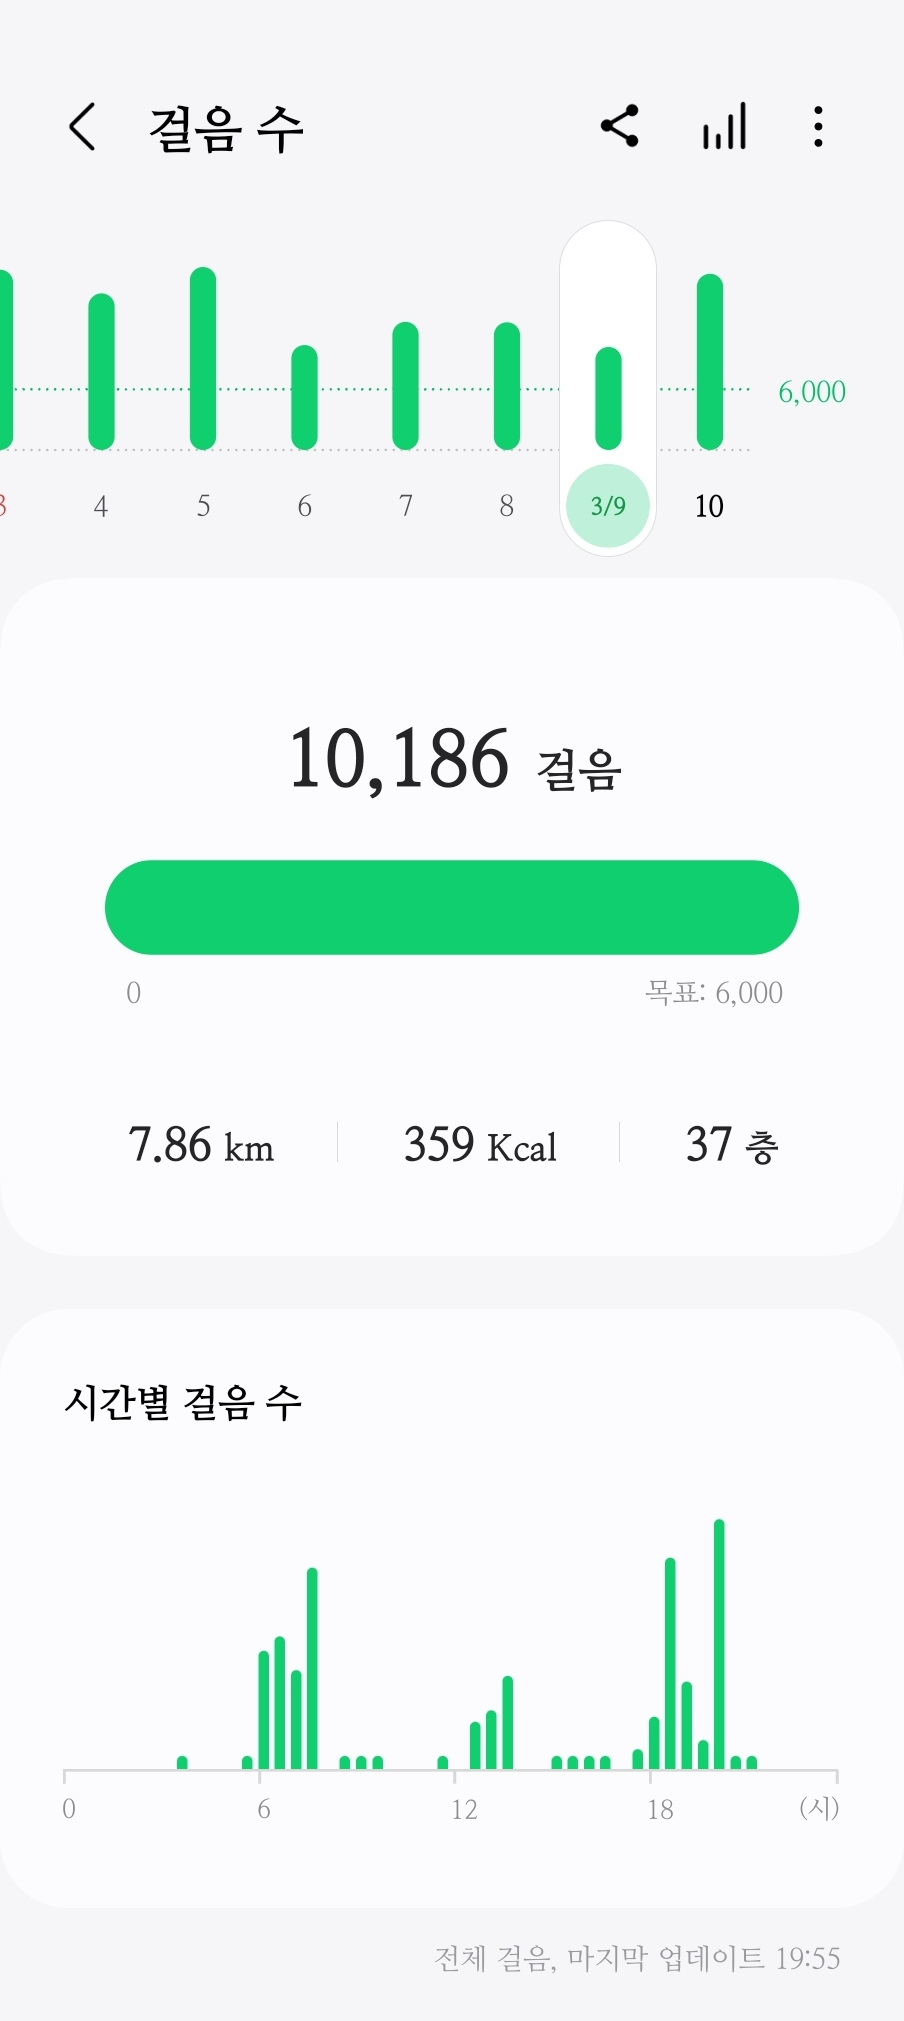 걸음 수
6,000
3 4 5 6 7 8 3/9 10
10,186 걸음
0 목표: 6,000
7.86 km 359 Kcal 37 층
시간별 걸음 수
0 6 12 18 (시)
전체 걸음, 마지막 업데이트 19:55